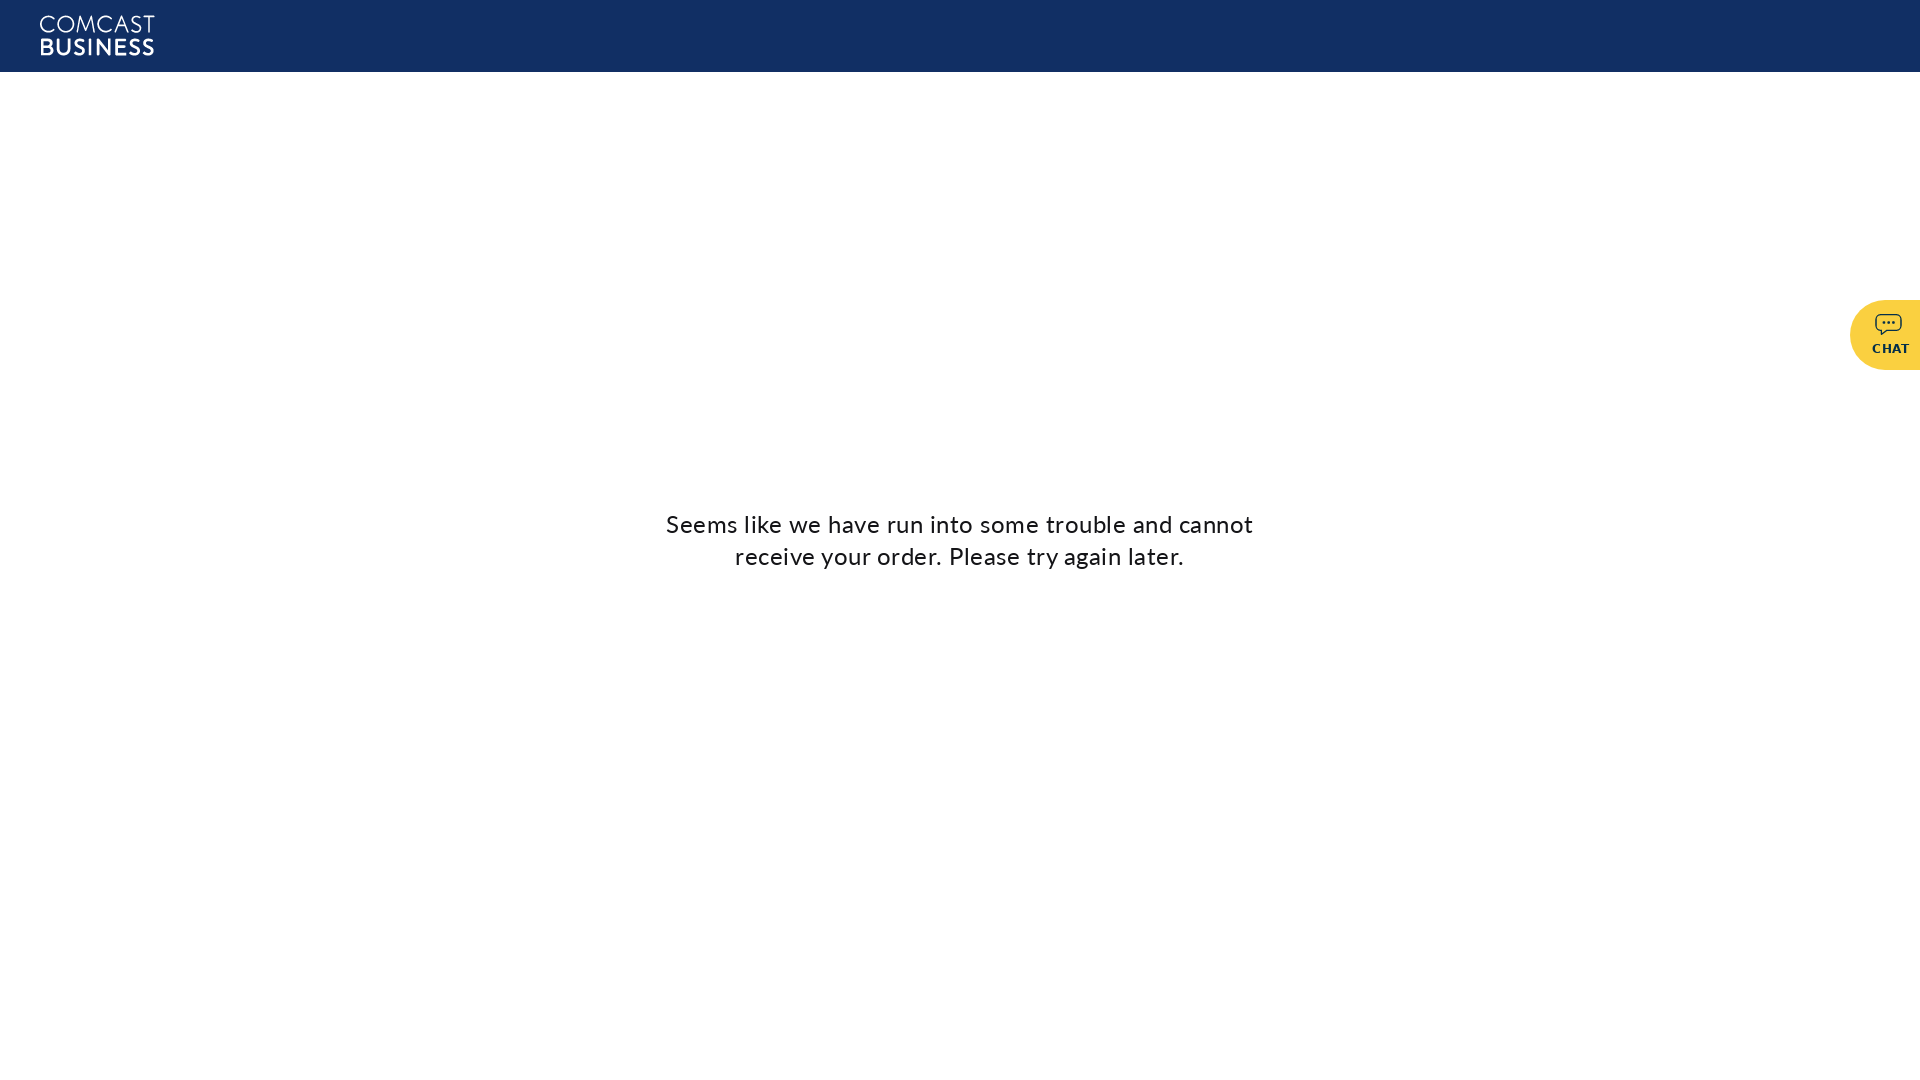 COMCAST
BUSINESS
CHAT
Seems like we have run into some trouble and cannot
receive your order. Please try again later.